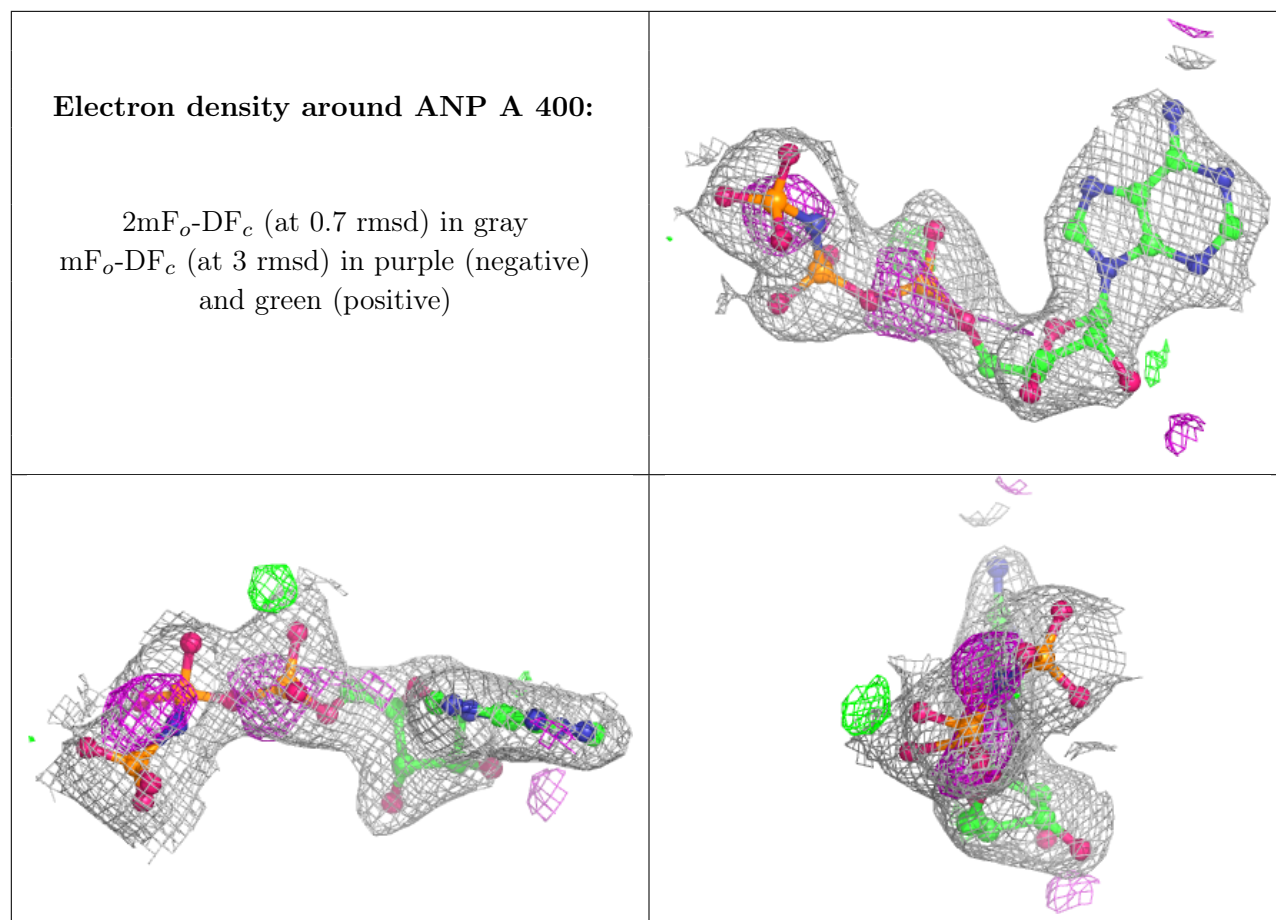 Electron density around ANP A 400:
2mFo-DFc (at 0.7 rmsd) in gray
mFo-DFc (at 3 rmsd) in purple (negative)
and green (positive)